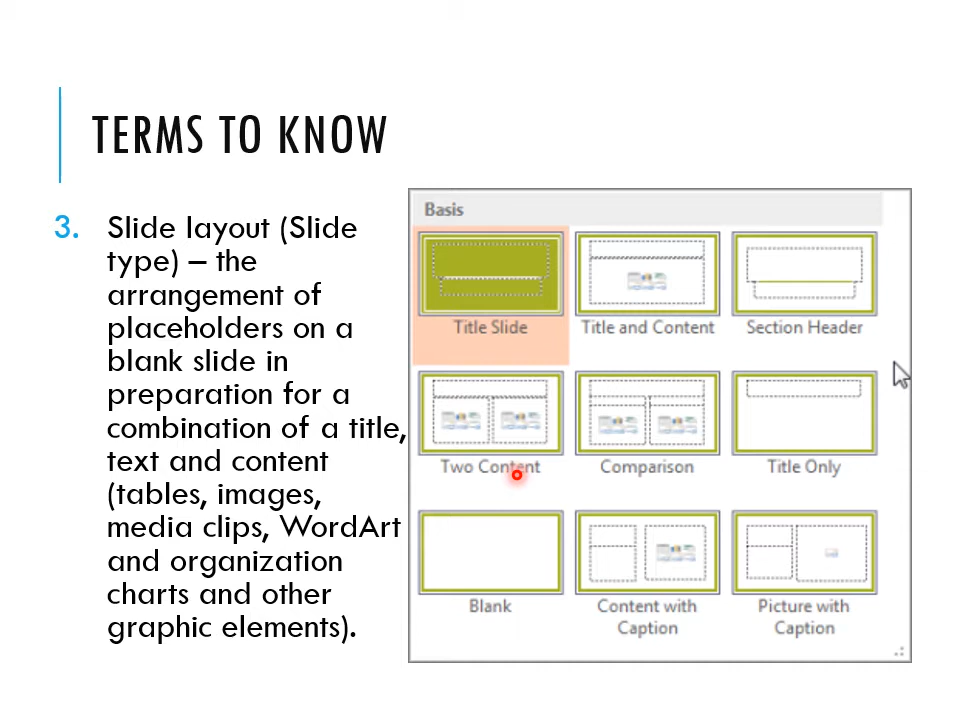 TERMS TO KNOW
3. Slide layout (Slide
type) – the
arrangement of
placeholders on a
blank slide in
preparation for a
combination of a title,
text and content
(tables, images,
media clips, WordArt
and organization
charts and other
graphic elements).
Basis
Title Slide
Title and Content
Section Header
Two Content
Comparison
Title Only
Blank
Content with
Caption
Picture with
Caption